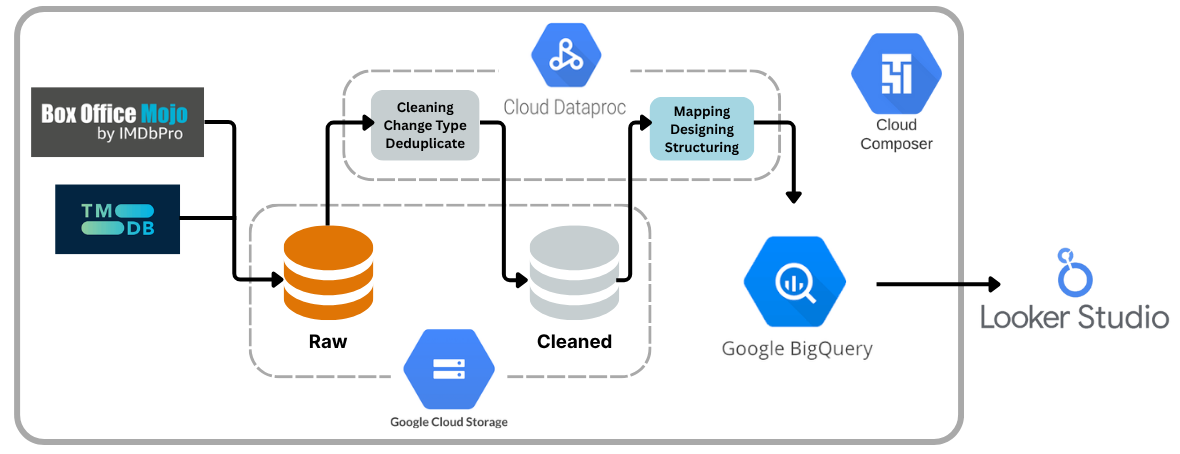 Box Office Mojo
by IMDbPro
TM
DB
Cleaning
Change Type
Deduplicate
Cloud Dataproc
Mapping
Designing
Structuring
Cloud
Composer
Raw
Cleaned
Google Cloud Storage
Google BigQuery
Looker Studio